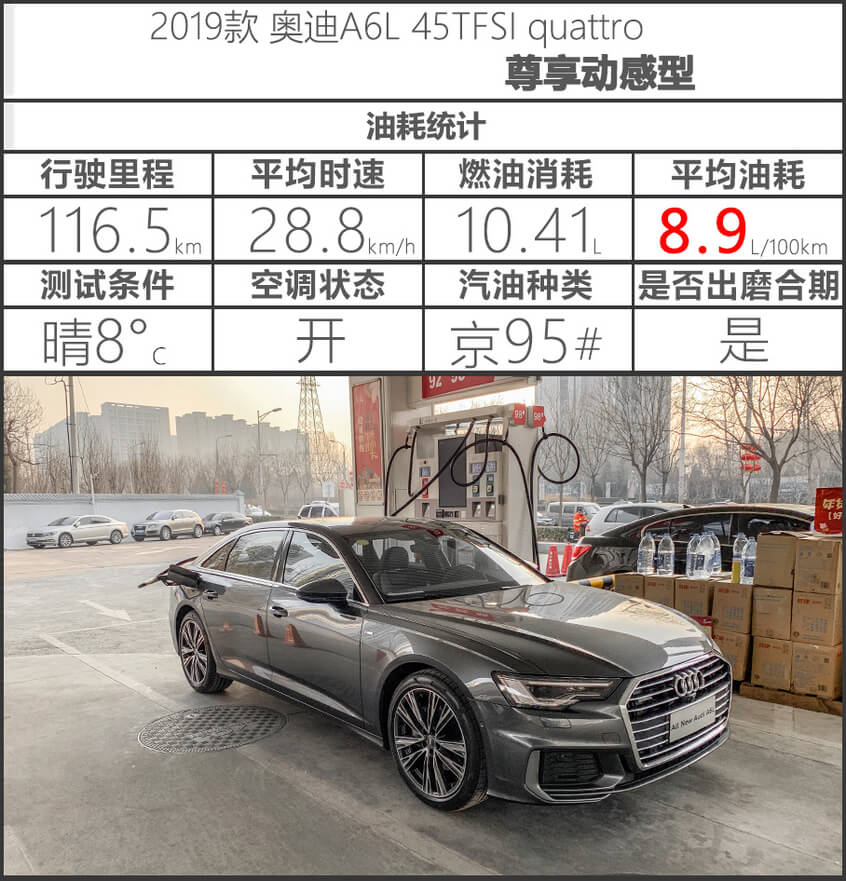 2019款 奥迪A6L 45TFSI quattro
尊享动感型
油耗统计
行驶里程 平均时速 燃油消耗 平均油耗
116.5km 28.8km/h 10.41L 8.9L/100km
测试条件 空调状态 汽油种类 是否出磨合期
晴8°c 开 京95# 是
92
98# 98#
All New Audi A6L